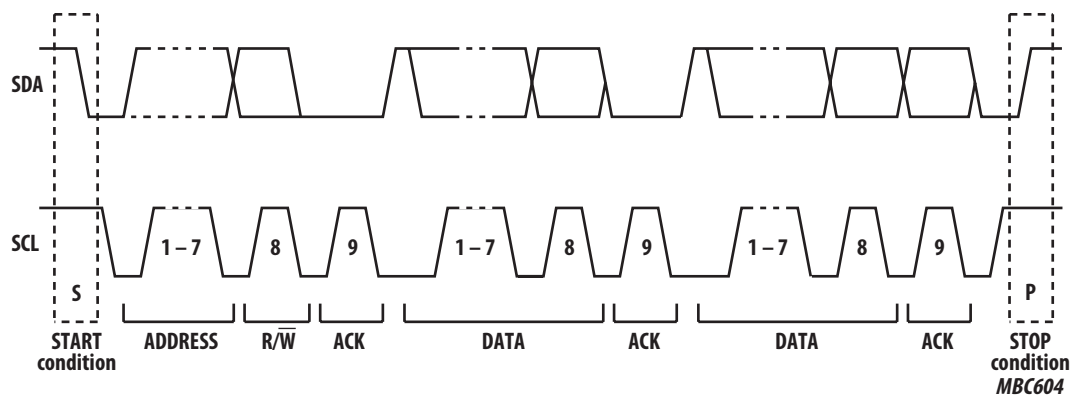 SDA
SCL
1 – 7 8 9 1 – 7 8 9 1 – 7 8 9
S P
START condition
ADDRESS
R/W̅
ACK
DATA
ACK
DATA
ACK
STOP condition
MBC604